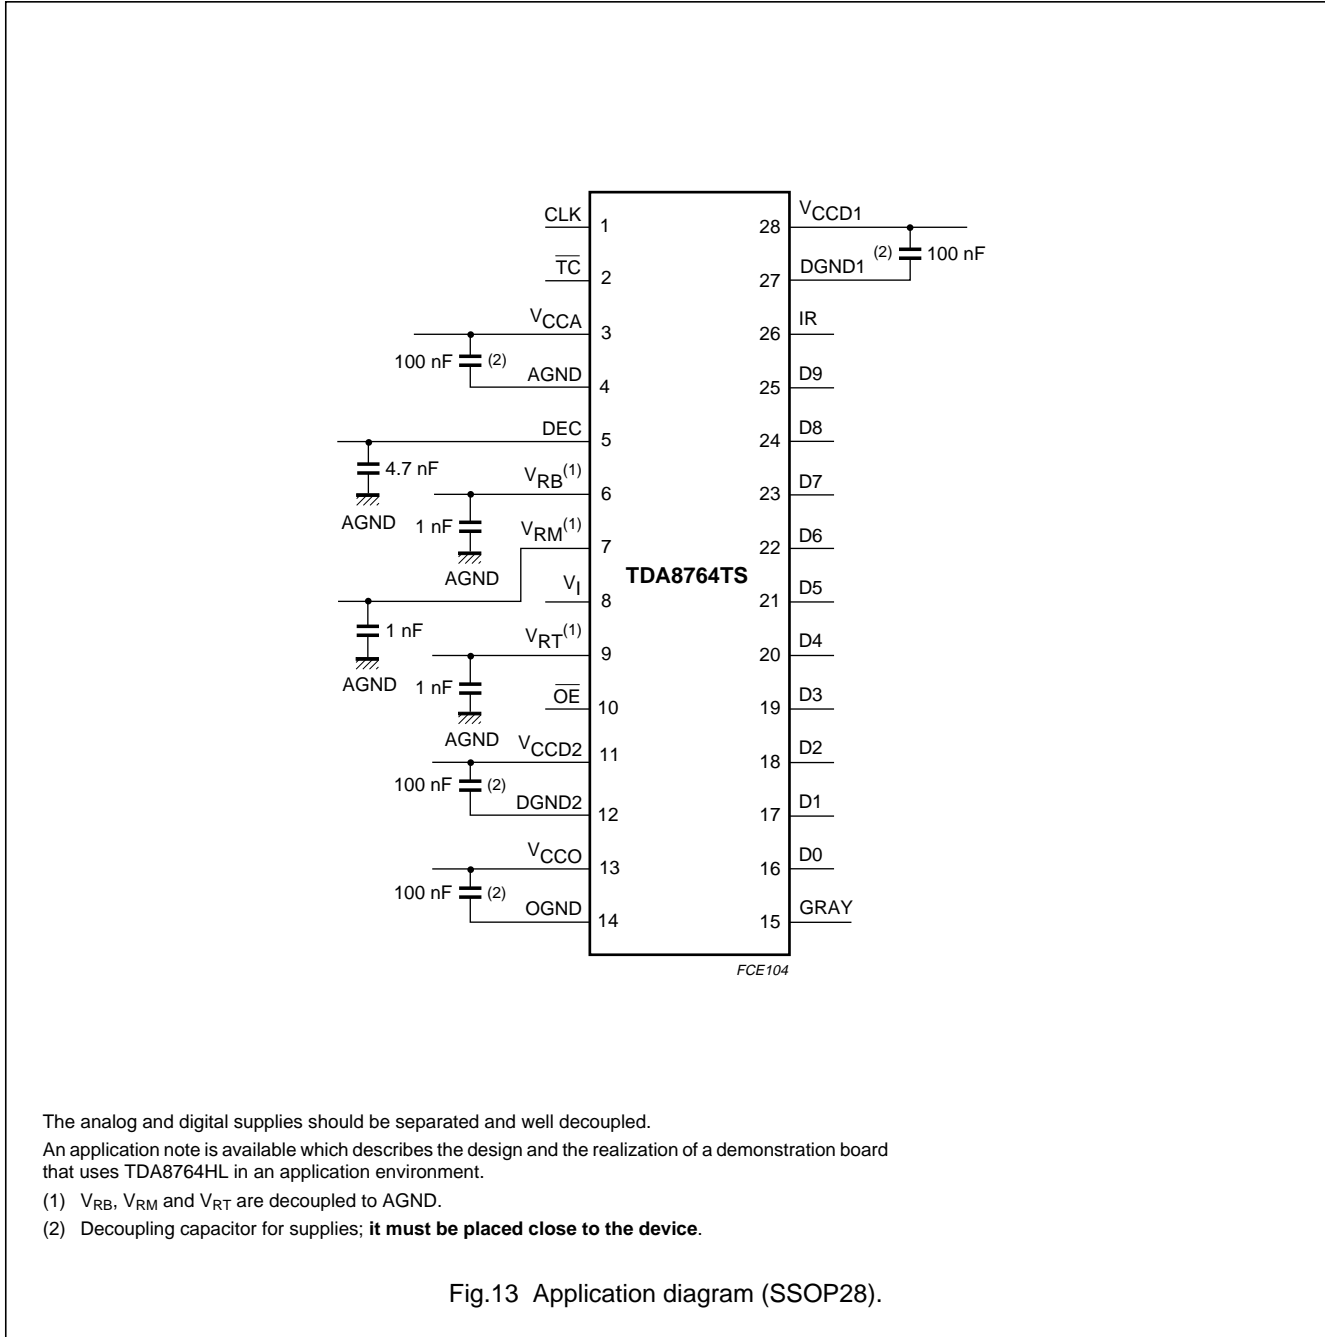 CLK 1 28 VCCD1
TC 2 27 DGND1 (2) 100 nF
VCCA 3 26 IR
100 nF (2)
AGND 4 25 D9
DEC 5 24 D8
4.7 nF
AGND
VRB(1) 6 23 D7
1 nF
AGND
VRM(1) 7 22 D6
TDA8764TS
VI 8 21 D5
1 nF
AGND
VRT(1) 9 20 D4
1 nF
AGND
OE 10 19 D3
VCCD2 11 18 D2
100 nF (2)
DGND2 12 17 D1
VCCO 13 16 D0
100 nF (2)
OGND 14 15 GRAY
FCE104
The analog and digital supplies should be separated and well decoupled.
An application note is available which describes the design and the realization of a demonstration board
that uses TDA8764HL in an application environment.
(1) VRB, VRM and VRT are decoupled to AGND.
(2) Decoupling capacitor for supplies; it must be placed close to the device.
Fig.13 Application diagram (SSOP28).